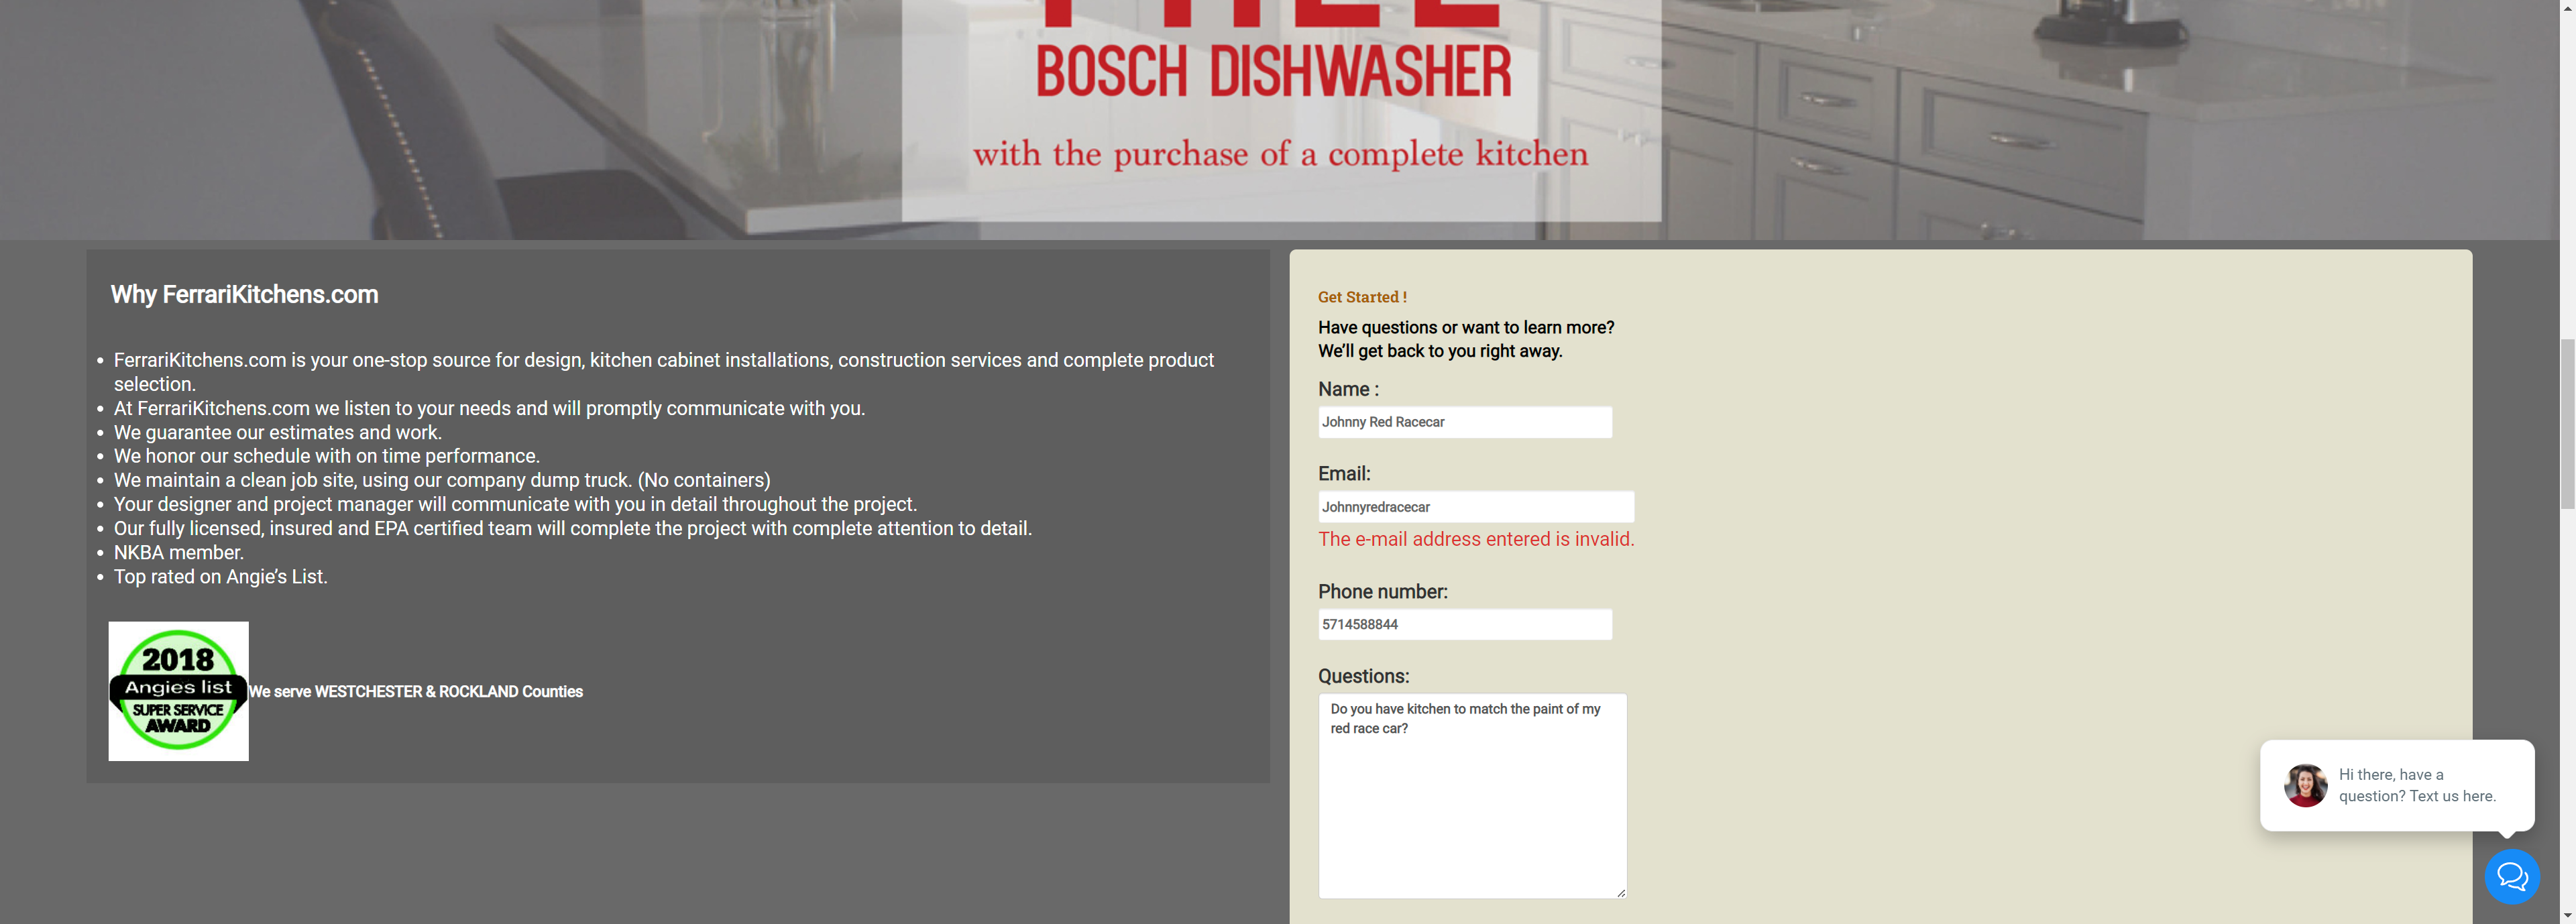 BOSCH DISHWASHER
with the purchase of a complete kitchen
Why FerrariKitchens.com
• FerrariKitchens.com is your one-stop source for design, kitchen cabinet installations, construction services and complete product
selection.
• At FerrariKitchens.com we listen to your needs and will promptly communicate with you.
• We guarantee our estimates and work.
• We honor our schedule with on time performance.
• We maintain a clean job site, using our company dump truck. (No containers)
• Your designer and project manager will communicate with you in detail throughout the project.
• Our fully licensed, insured and EPA certified team will complete the project with complete attention to detail.
• NKBA member.
• Top rated on Angie’s List.
2018
Angies list
SUPER SERVICE
AWARD
We serve WESTCHESTER & ROCKLAND Counties
Get Started !
Have questions or want to learn more?
We’ll get back to you right away.
Name :
Johnny Red Racecar
Email:
Johnnyredracecar
The e-mail address entered is invalid.
Phone number:
5714588844
Questions:
Do you have kitchen to match the paint of my
red race car?
Hi there, have a
question? Text us here.